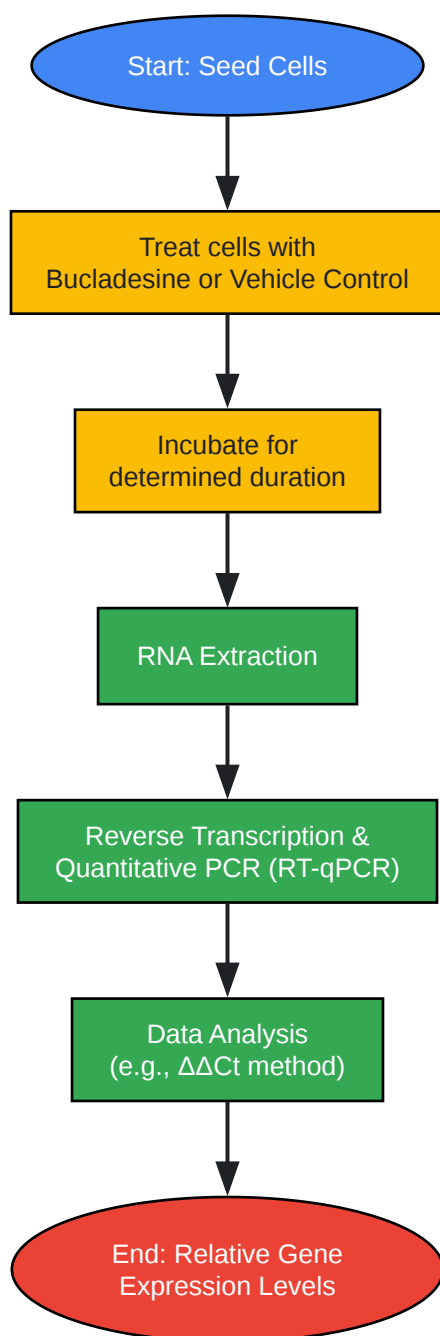 Start: Seed Cells
Treat cells with
Bucladesine or Vehicle Control
Incubate for
determined duration
RNA Extraction
Reverse Transcription &
Quantitative PCR (RT-qPCR)
Data Analysis
(e.g., ΔΔCt method)
End: Relative Gene
Expression Levels